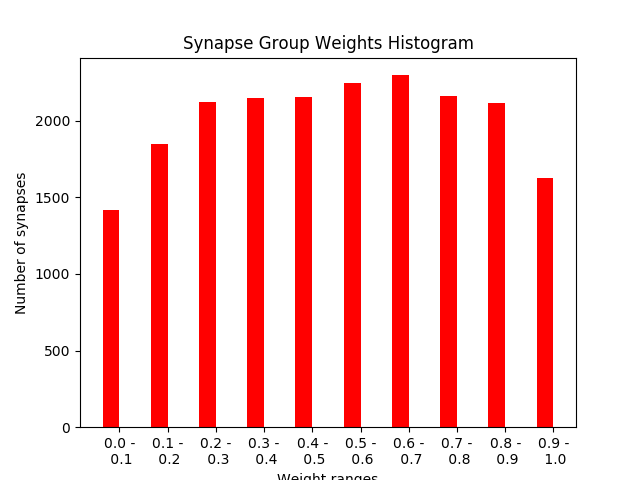 Synapse Group Weights Histogram
Number of synapses
2000
1500
1000
500
0
0.0 - 0.1 - 0.2 - 0.3 - 0.4 - 0.5 - 0.6 - 0.7 - 0.8 - 0.9 -
0.1 0.2 0.3 0.4 0.5 0.6 0.7 0.8 0.9 1.0
Weight ranges